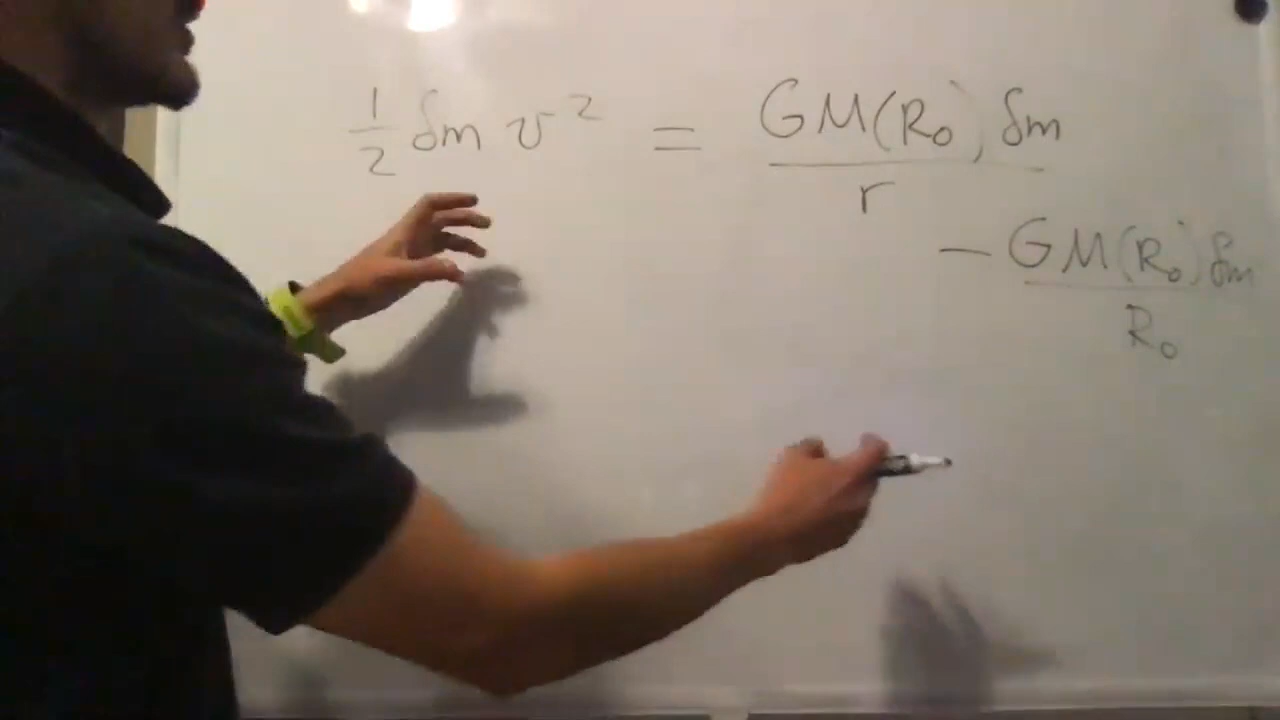 ½ δm v² = GM(R₀) δm / r
− GM(R₀) δm / R₀